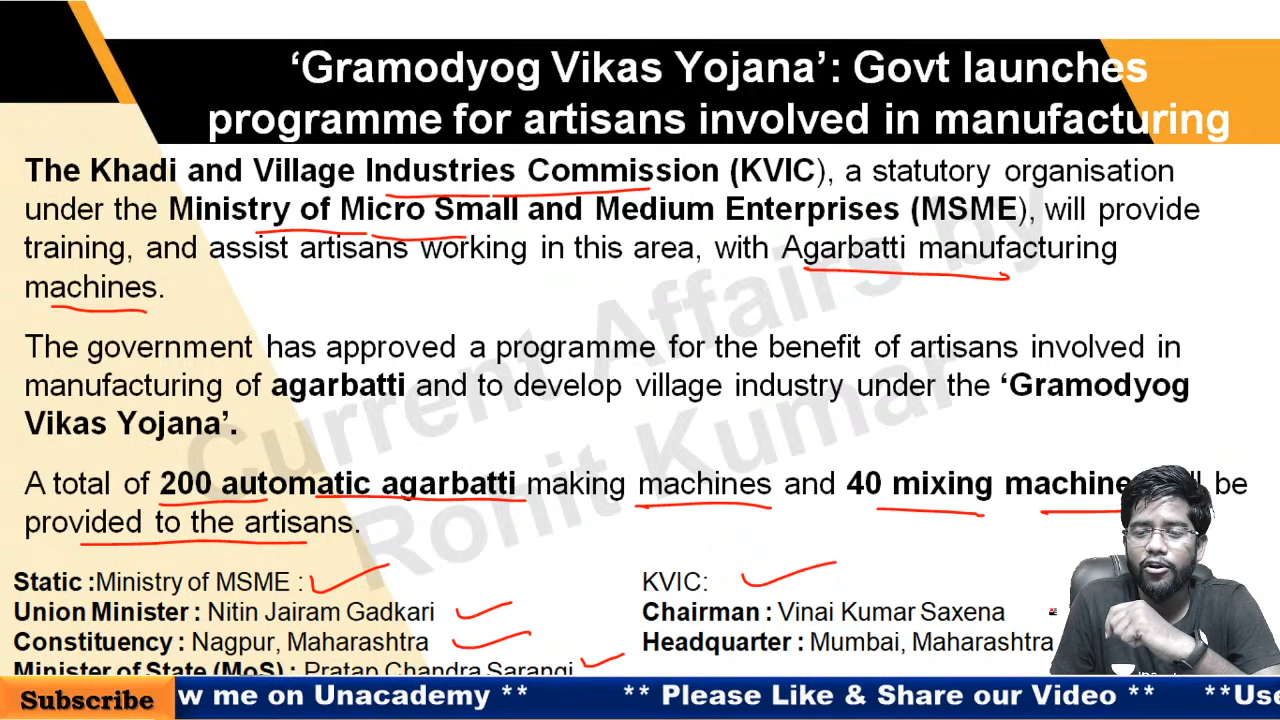 ‘Gramodyog Vikas Yojana’: Govt launches
programme for artisans involved in manufacturing
The Khadi and Village Industries Commission (KVIC), a statutory organisation
under the Ministry of Micro Small and Medium Enterprises (MSME), will provide
training, and assist artisans working in this area, with Agarbatti manufacturing
machines.
The government has approved a programme for the benefit of artisans involved in
manufacturing of agarbatti and to develop village industry under the ‘Gramodyog
Vikas Yojana’.
A total of 200 automatic agarbatti making machines and 40 mixing machine be
provided to the artisans.
Current Affairs by
Ronit Kumar
Static :Ministry of MSME :
Union Minister : Nitin Jairam Gadkari
Constituency : Nagpur, Maharashtra
Minister of State (MoS) : Pratap Chandra Sarangi
KVIC:
Chairman : Vinai Kumar Saxena
Headquarter : Mumbai, Maharashtra
Subscribe
w me on Unacademy ** ** Please Like & Share our Video ** **Use